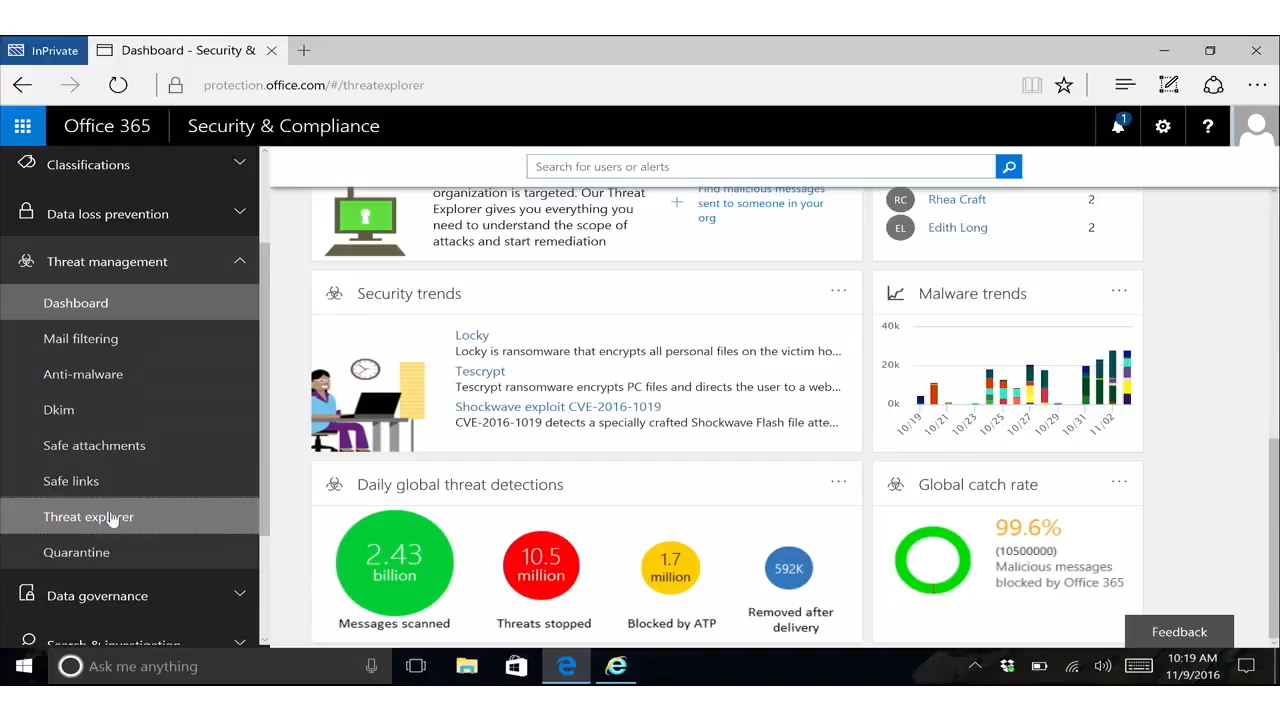 InPrivate
Dashboard - Security &
protection.office.com/#/threatexplorer
Office 365
Security & Compliance
1
?
Classifications
Data loss prevention
Threat management
Dashboard
Mail filtering
Anti-malware
Dkim
Safe attachments
Safe links
Threat explorer
Quarantine
Data governance
Search & investigation
Search for users or alerts
organization is targeted. Our Threat
Explorer gives you everything you
need to understand the scope of
attacks and start remediation
Find malicious messages
sent to someone in your
org
RC Rhea Craft 2
EL Edith Long 2
Security trends
Locky
Locky is ransomware that encrypts all personal files on the victim ho...
Tescrypt
Tescrypt ransomware encrypts PC files and directs the user to a web...
Shockwave exploit CVE-2016-1019
CVE-2016-1019 detects a specially crafted Shockwave Flash file atte...
Malware trends
40k
20k
0k
10/19 10/21 10/23 10/25 10/27 10/29 10/31 11/02
Daily global threat detections
2.43
billion
Messages scanned
10.5
million
Threats stopped
1.7
million
Blocked by ATP
592K
Removed after
delivery
Global catch rate
99.6%
(10500000)
Malicious messages
blocked by Office 365
Feedback
Ask me anything
10:19 AM
11/9/2016